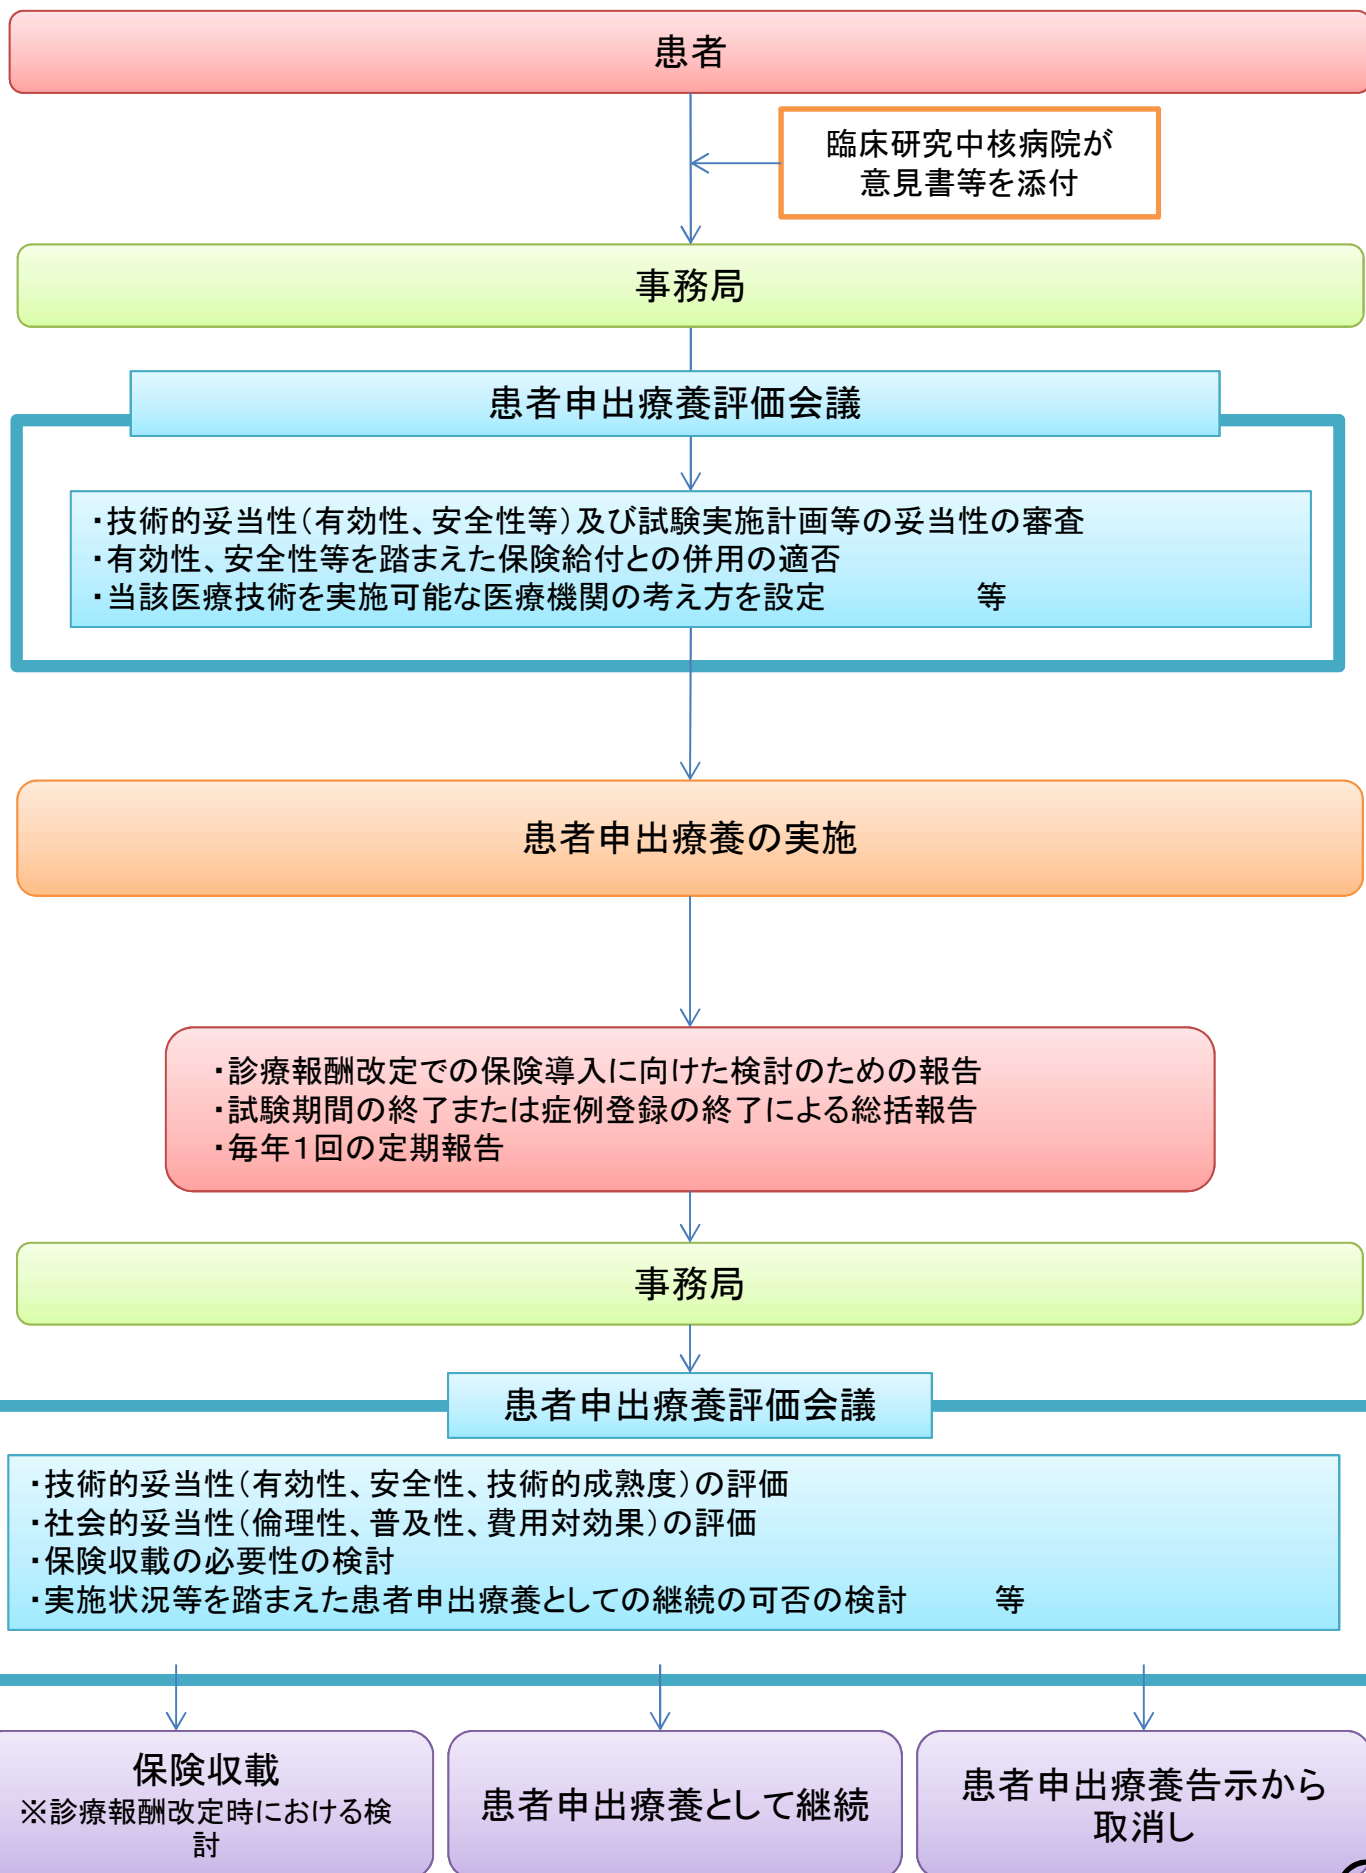 患者
臨床研究中核病院が
意見書等を添付
事務局
患者申出療養評価会議
・技術的妥当性(有効性、安全性等)及び試験実施計画等の妥当性の審査
・有効性、安全性等を踏まえた保険給付との併用の適否
・当該医療技術を実施可能な医療機関の考え方を設定　　　　　等
患者申出療養の実施
・診療報酬改定での保険導入に向けた検討のための報告
・試験期間の終了または症例登録の終了による総括報告
・毎年１回の定期報告
事務局
患者申出療養評価会議
・技術的妥当性(有効性、安全性、技術的成熟度)の評価
・社会的妥当性(倫理性、普及性、費用対効果)の評価
・保険収載の必要性の検討
・実施状況等を踏まえた患者申出療養としての継続の可否の検討　　　等
保険収載
※診療報酬改定時における検
討
患者申出療養として継続
患者申出療養告示から
取消し